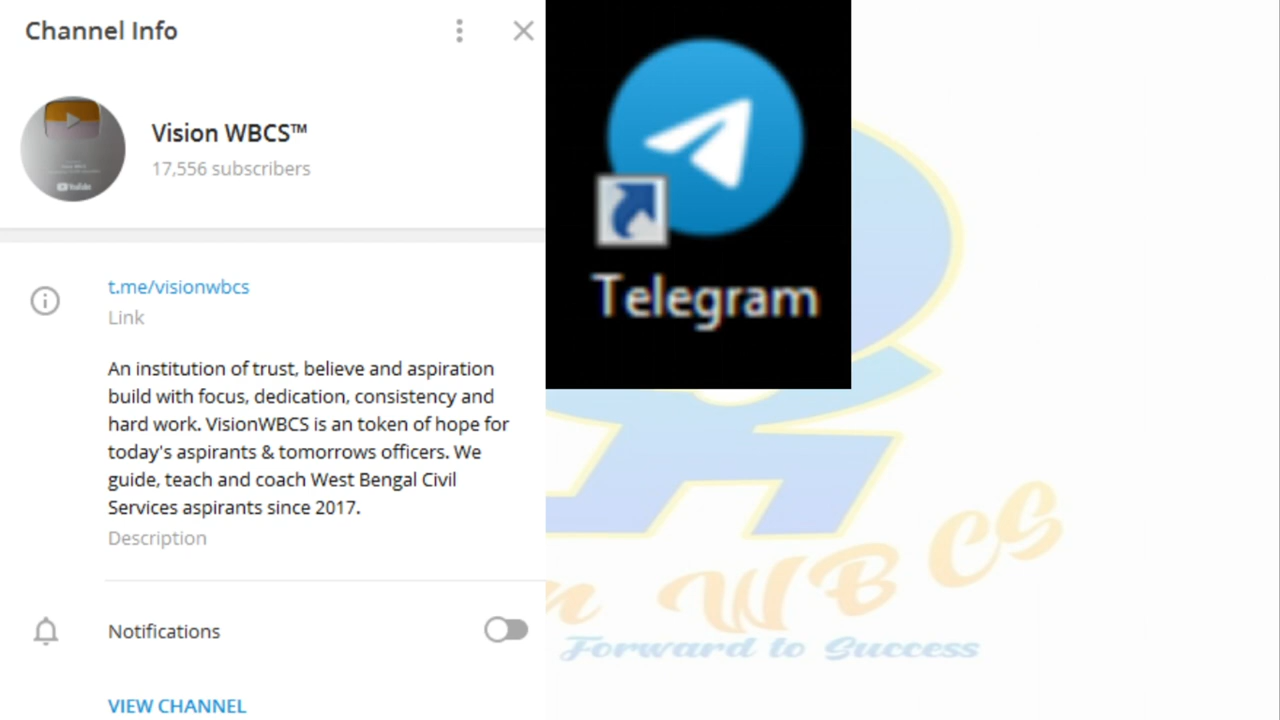 Channel Info
Vision WBCS™
17,556 subscribers
t.me/visionwbcs
Link
An institution of trust, believe and aspiration
build with focus, dedication, consistency and
hard work. VisionWBCS is an token of hope for
today's aspirants & tomorrows officers. We
guide, teach and coach West Bengal Civil
Services aspirants since 2017.
Description
Notifications
VIEW CHANNEL
Telegram
n WBCS
Forward to Success
YouTube